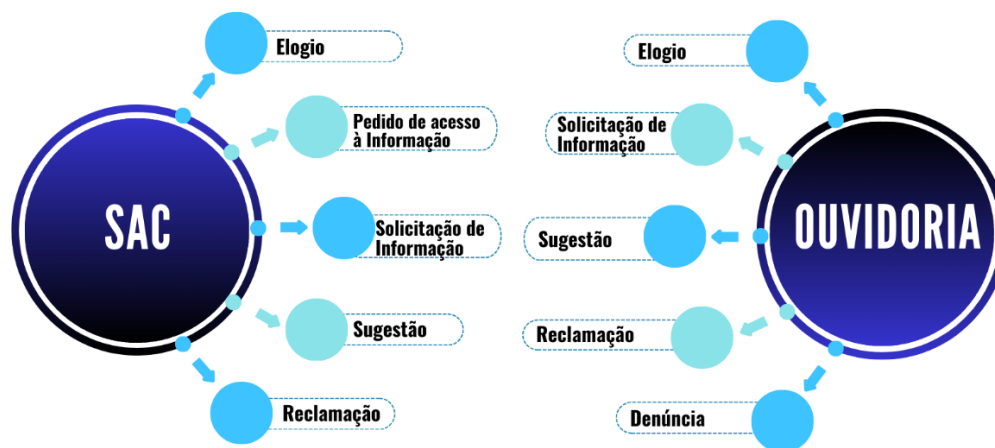 SAC
Elogio
Pedido de acesso
à Informação
Solicitação de
Informação
Sugestão
Reclamação
OUVIDORIA
Elogio
Solicitação de
Informação
Sugestão
Reclamação
Denúncia